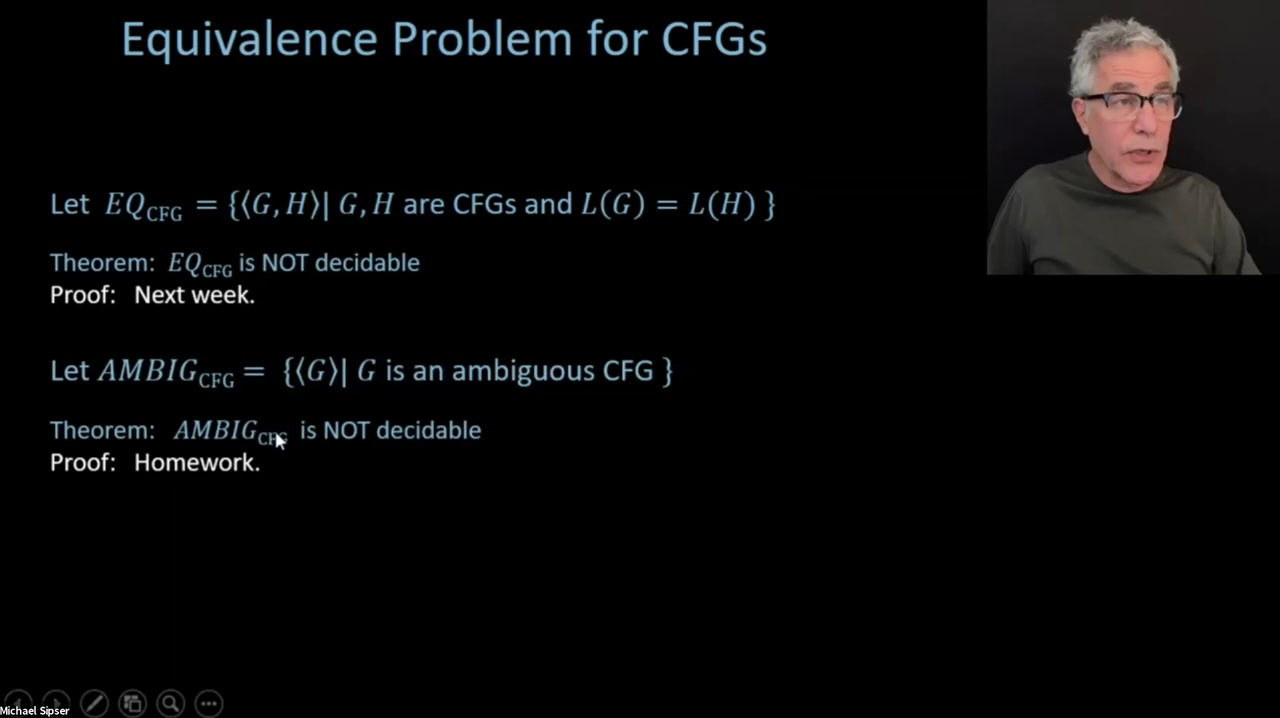 Equivalence Problem for CFGs
Let EQ_CFG = {⟨G, H⟩| G, H are CFGs and L(G) = L(H) }
Theorem: EQ_CFG is NOT decidable
Proof: Next week.
Let AMBIG_CFG = {⟨G⟩| G is an ambiguous CFG }
Theorem: AMBIG_CFG is NOT decidable
Proof: Homework.
Michael Sipser